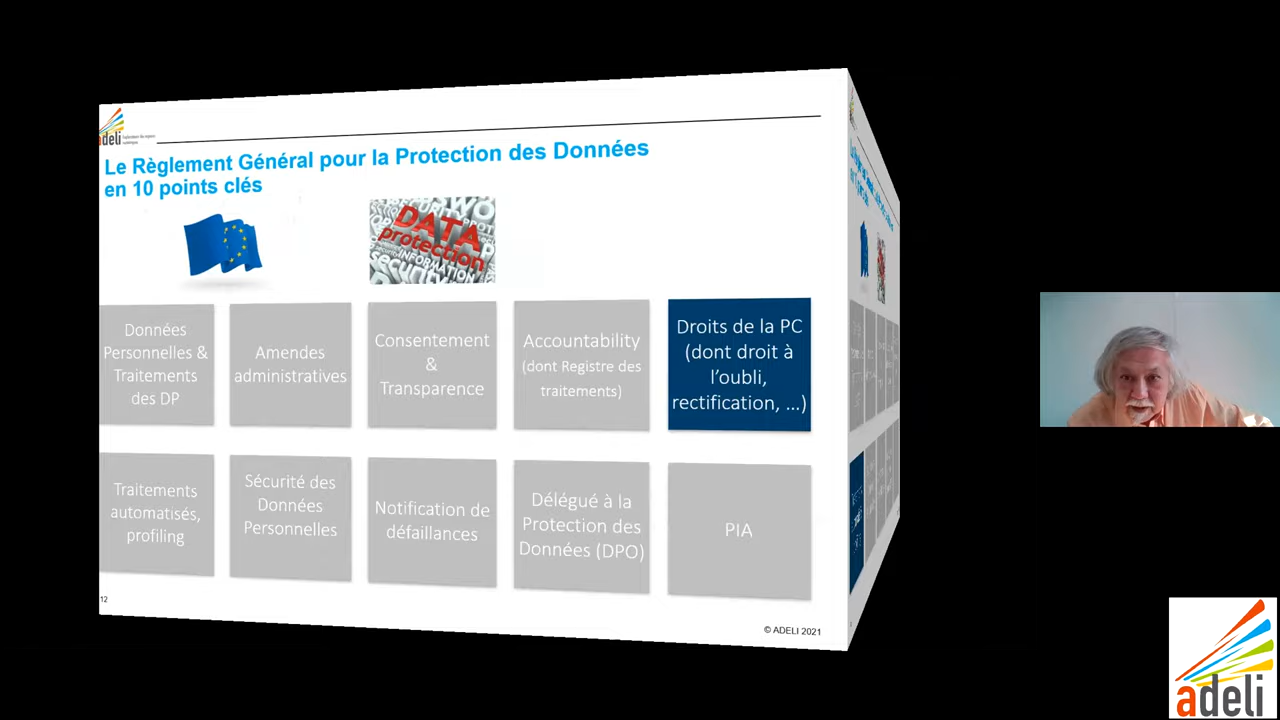 adeli
Le Règlement Général pour la Protection des Données
en 10 points clés
DATA
protection
INFORMATION
security
Données
Personnelles &
Traitements
des DP
Amendes
administratives
Consentement
&
Transparence
Accountability
(dont Registre des
traitements)
Droits de la PC
(dont droit à
l’oubli,
rectification, …)
Traitements
automatisés,
profiling
Sécurité des
Données
Personnelles
Notification de
défaillances
Délégué à la
Protection des
Données (DPO)
PIA
12
© ADELI 2021
adeli